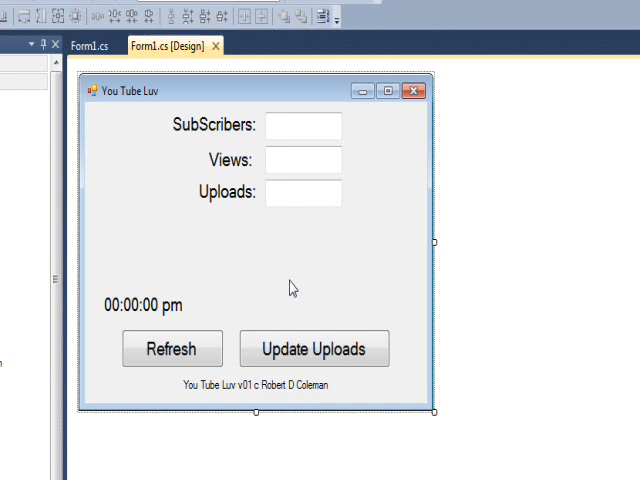 Form1.cs
Form1.cs [Design]
You Tube Luv
SubScribers:
Views:
Uploads:
00:00:00 pm
Refresh
Update Uploads
You Tube Luv v01 c Robert D Coleman